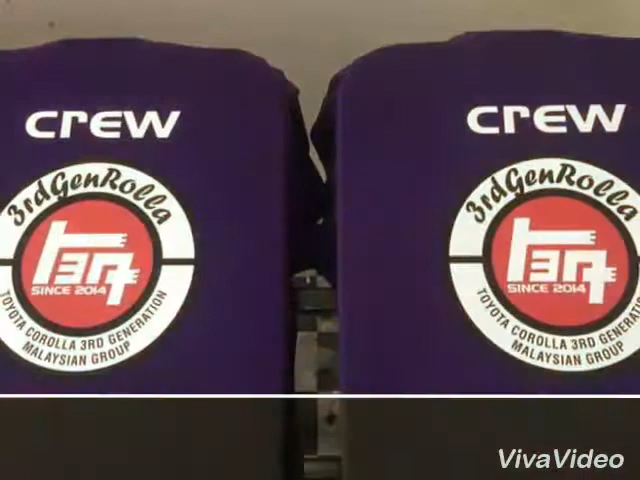 CREW
3rdGenRolla
SINCE 2014
TOYOTA COROLLA 3RD GENERATION
MALAYSIAN GROUP
CREW
3rdGenRolla
SINCE 2014
TOYOTA COROLLA 3RD GENERATION
MALAYSIAN GROUP
VivaVideo